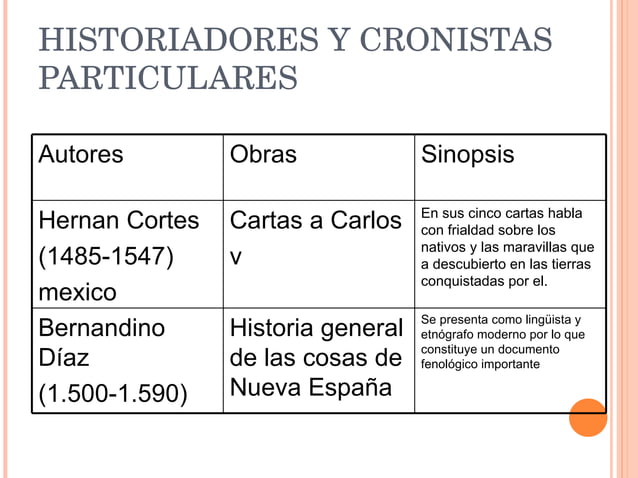 HISTORIADORES Y CRONISTAS
PARTICULARES
Autores
Obras
Sinopsis
Hernan Cortes
(1485-1547)
mexico
Cartas a Carlos
v
En sus cinco cartas habla
con frialdad sobre los
nativos y las maravillas que
a descubierto en las tierras
conquistadas por el.
Bernandino
Díaz
(1.500-1.590)
Historia general
de las cosas de
Nueva España
Se presenta como lingüista y
etnógrafo moderno por lo que
constituye un documento
fenológico importante